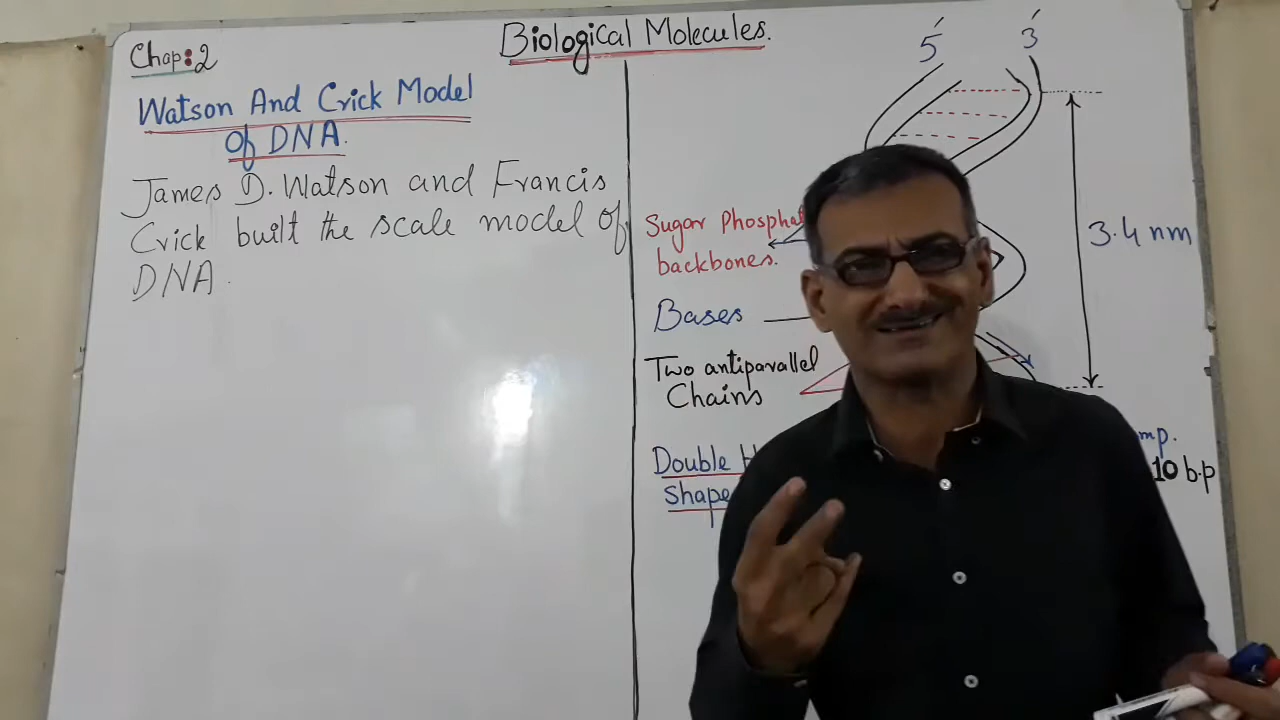 Chap:2
Biological Molecules.
Watson And Crick Model
Of DNA.
James D. Watson and Francis
Crick built the scale model of
DNA.
5′ 3′
Sugar Phosphat
backbones.
3.4 nm
Bases
Two antiparallel
Chains
Double H
Shape
mp.
10 b.p